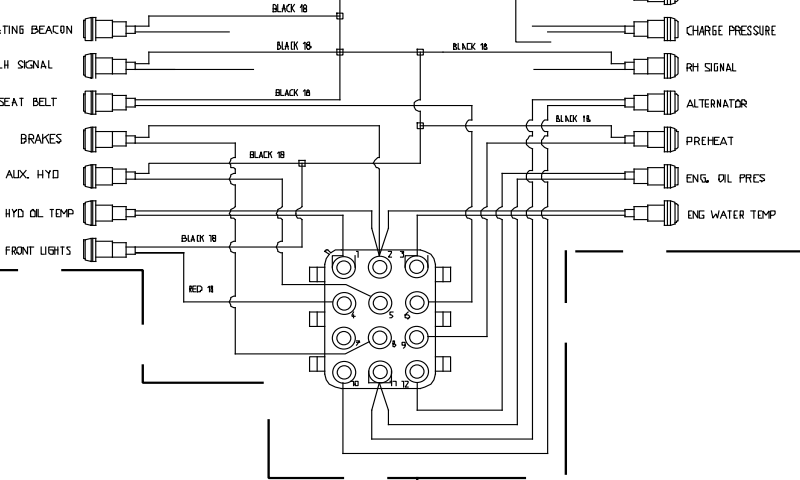 BLACK 18
TING BEACON
CHARGE PRESSURE
BLACK 18
BLACK 18
LH SIGNAL
RH SIGNAL
BLACK 18
SEAT BELT
ALTERNATOR
BLACK 18
BRAKES
PREHEAT
BLACK 18
AUX. HYD
ENG. OIL PRES
HYD OIL TEMP
ENG WATER TEMP
BLACK 18
FRONT LIGHTS
1 2 3
RED 18
4 5 6
7 8 9
10 11 12